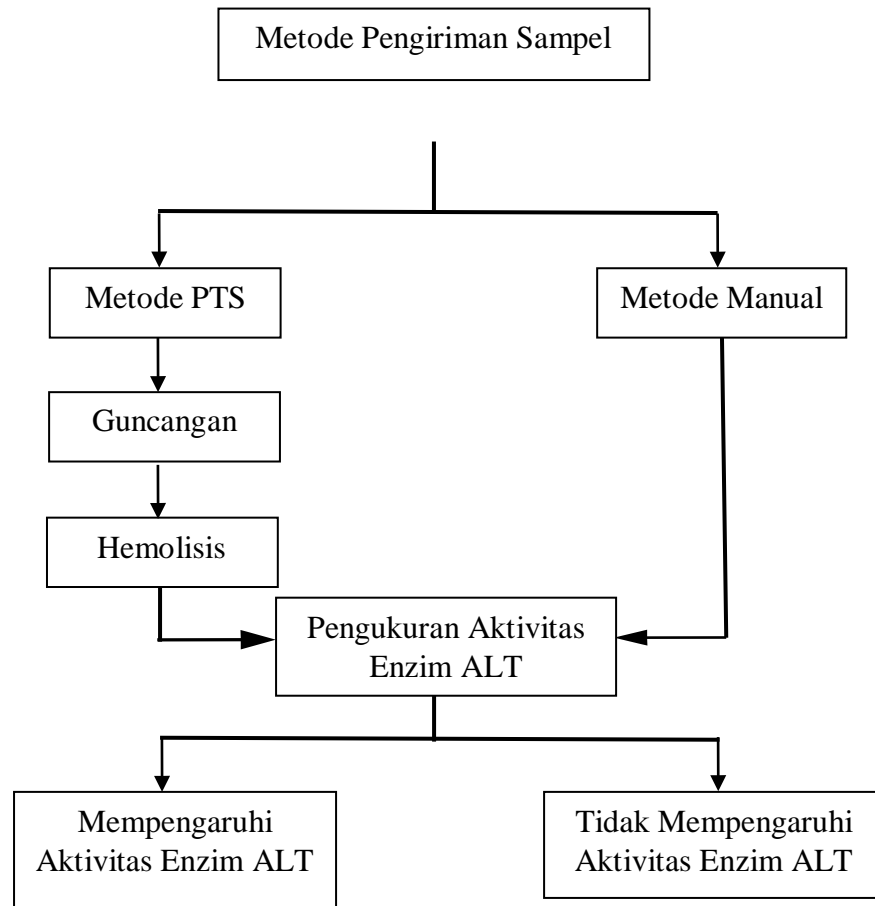 Metode Pengiriman Sampel
Metode PTS
Metode Manual
Guncangan
Hemolisis
Pengukuran Aktivitas
Enzim ALT
Mempengaruhi
Aktivitas Enzim ALT
Tidak Mempengaruhi
Aktivitas Enzim ALT